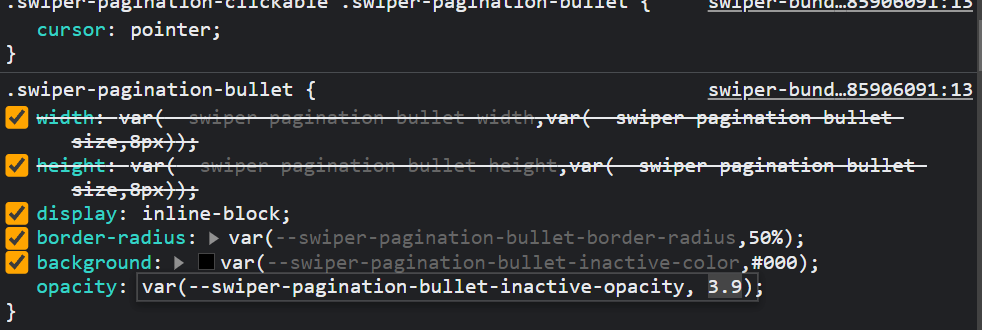 .swiper-pagination-clickable .swiper-pagination-bullet {
swiper-bund…85906091:13
cursor: pointer;
}
.swiper-pagination-bullet {
swiper-bund…85906091:13
width: var(--swiper-pagination-bullet-width,var(--swiper-pagination-bullet-
size,8px));
height: var(--swiper-pagination-bullet-height,var(--swiper-pagination-bullet-
size,8px));
display: inline-block;
border-radius: var(--swiper-pagination-bullet-border-radius,50%);
background: var(--swiper-pagination-bullet-inactive-color,#000);
opacity: var(--swiper-pagination-bullet-inactive-opacity, 3.9);
}